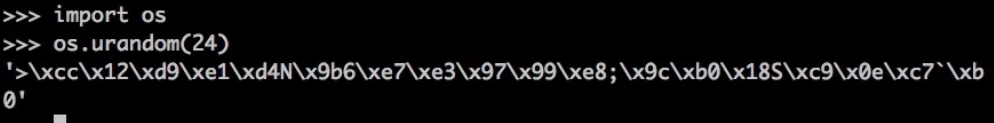 >>> import os
>>> os.urandom(24)
'>\xcc\x12\xd9\xe1\xd4N\x9b6\xe7\xe3\x97\x99\xe8;\x9c\xb0\x18S\xc9\x0e\xc7`\xb
0'